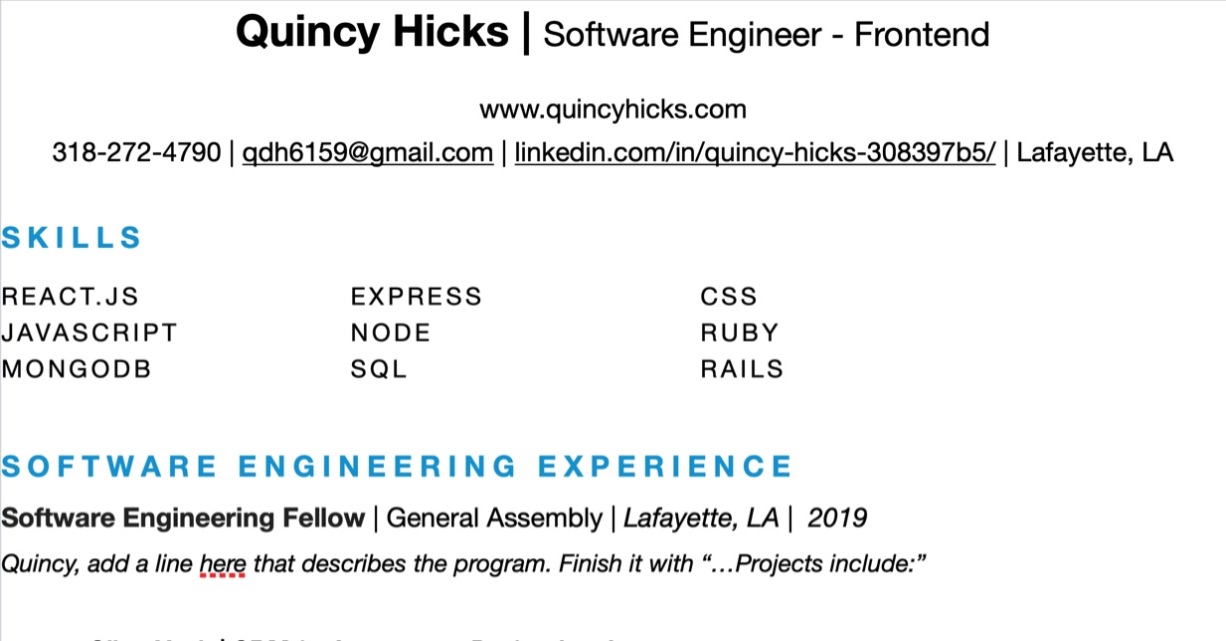 Quincy Hicks | Software Engineer - Frontend
www.quincyhicks.com
318-272-4790 | qdh6159@gmail.com | linkedin.com/in/quincy-hicks-308397b5/ | Lafayette, LA
SKILLS
REACT.JS EXPRESS CSS
JAVASCRIPT NODE RUBY
MONGODB SQL RAILS
SOFTWARE ENGINEERING EXPERIENCE
Software Engineering Fellow | General Assembly | Lafayette, LA | 2019
Quincy, add a line here that describes the program. Finish it with “…Projects include:”